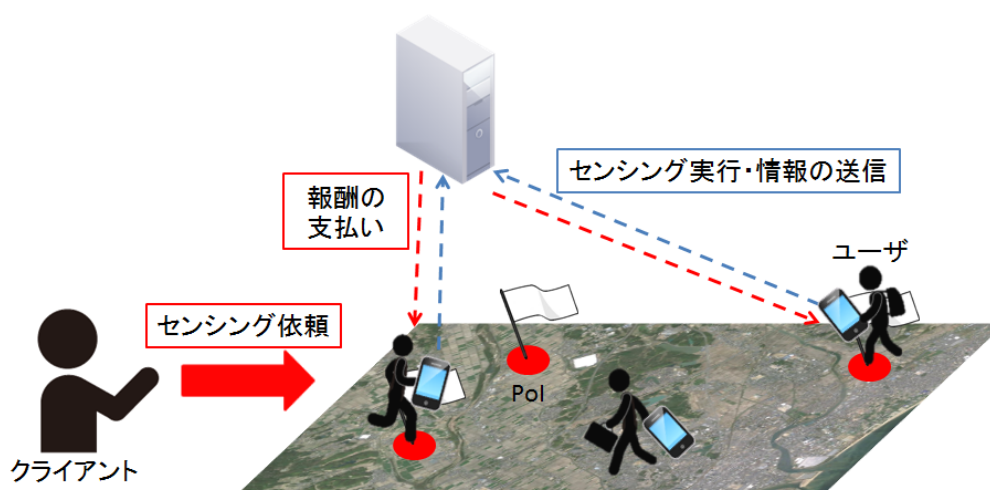 センシング実行・情報の送信
報酬の
支払い
ユーザ
センシング依頼
PoI
クライアント